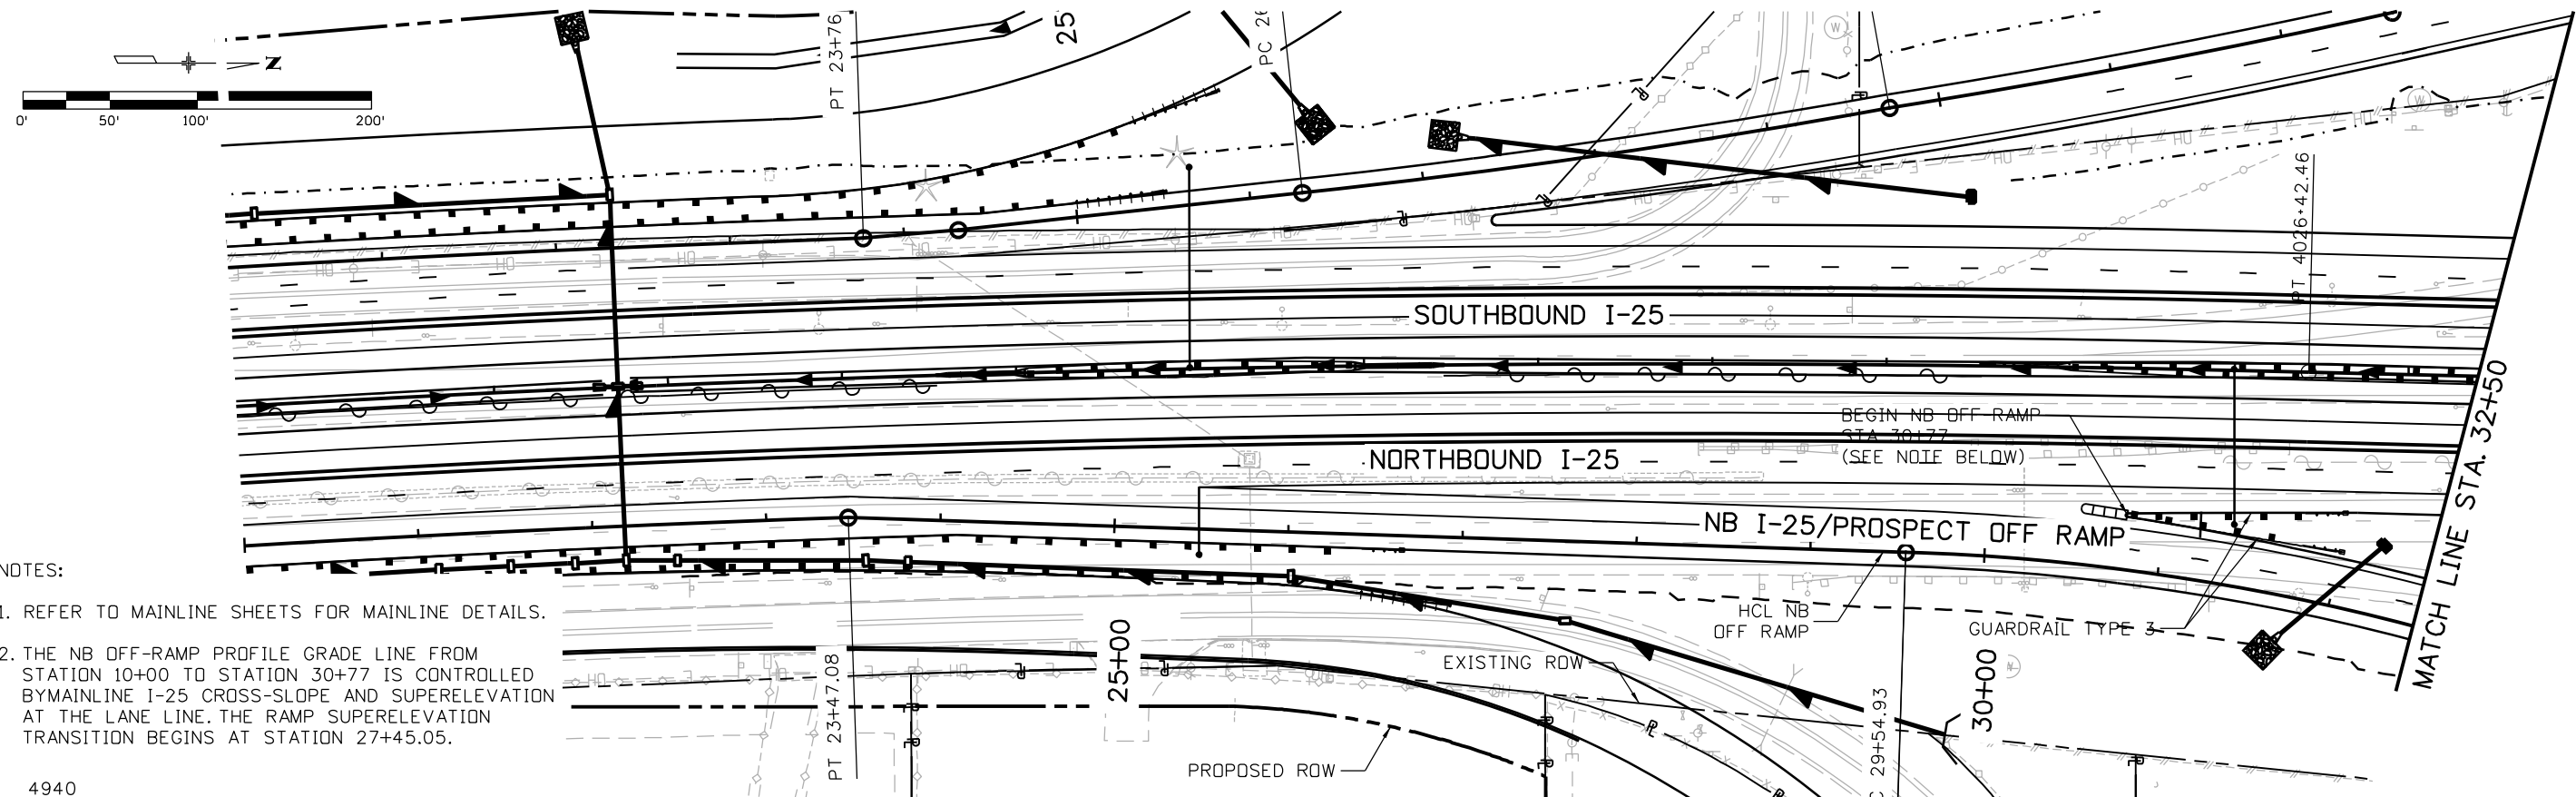 PT 23+76
25
PC 26
N
0' 50' 100' 200'
PT 4026+42.46
SOUTHBOUND I-25
BEGIN NB OFF-RAMP
STA 30+77
(SEE NOTE BELOW)
NORTHBOUND I-25
NB I-25/PROSPECT OFF RAMP
MATCH LINE STA. 32+50
HCL NB
OFF RAMP
GUARDRAIL TYPE 3
NOTES:
1. REFER TO MAINLINE SHEETS FOR MAINLINE DETAILS.
2. THE NB OFF-RAMP PROFILE GRADE LINE FROM
STATION 10+00 TO STATION 30+77 IS CONTROLLED
BYMAINLINE I-25 CROSS-SLOPE AND SUPERELEVATION
AT THE LANE LINE. THE RAMP SUPERELEVATION
TRANSITION BEGINS AT STATION 27+45.05.
PT 23+47.08
25+00
EXISTING ROW
PROPOSED ROW
C 29+54.93
30+00
4940